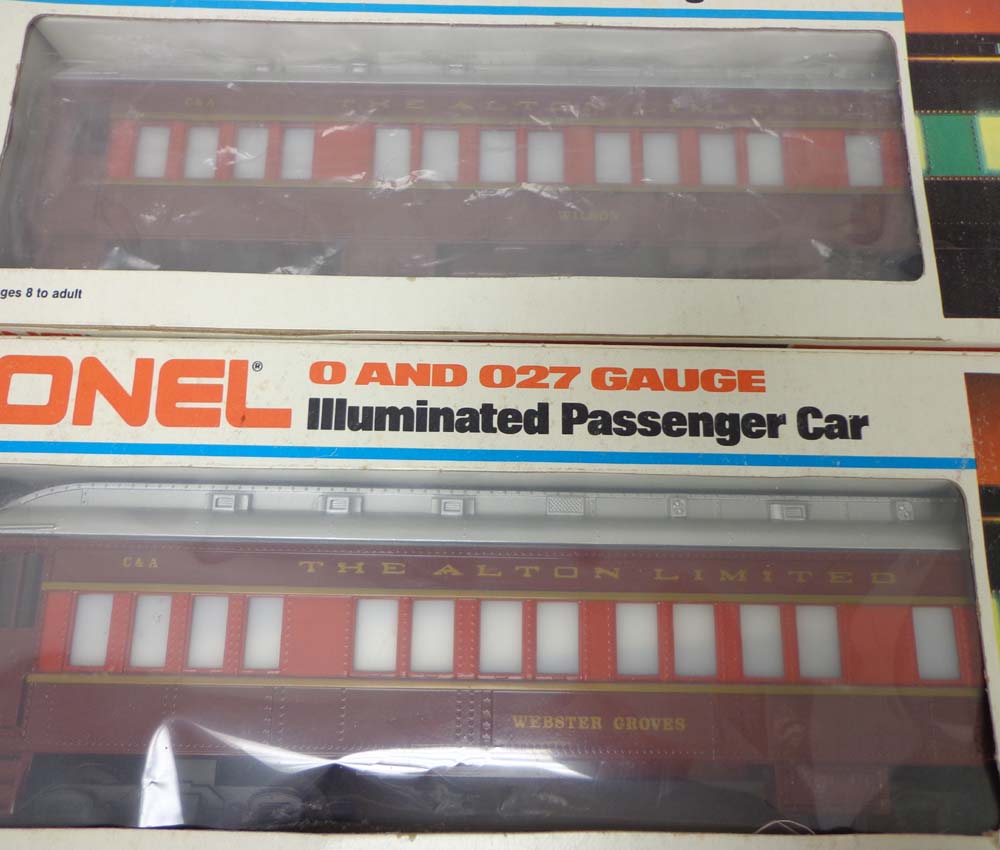 C & A THE ALTON LIMITED
WILSON
ges 8 to adult
ONEL® O AND 027 GAUGE
Illuminated Passenger Car
C & A THE ALTON LIMITED
WEBSTER GROVES